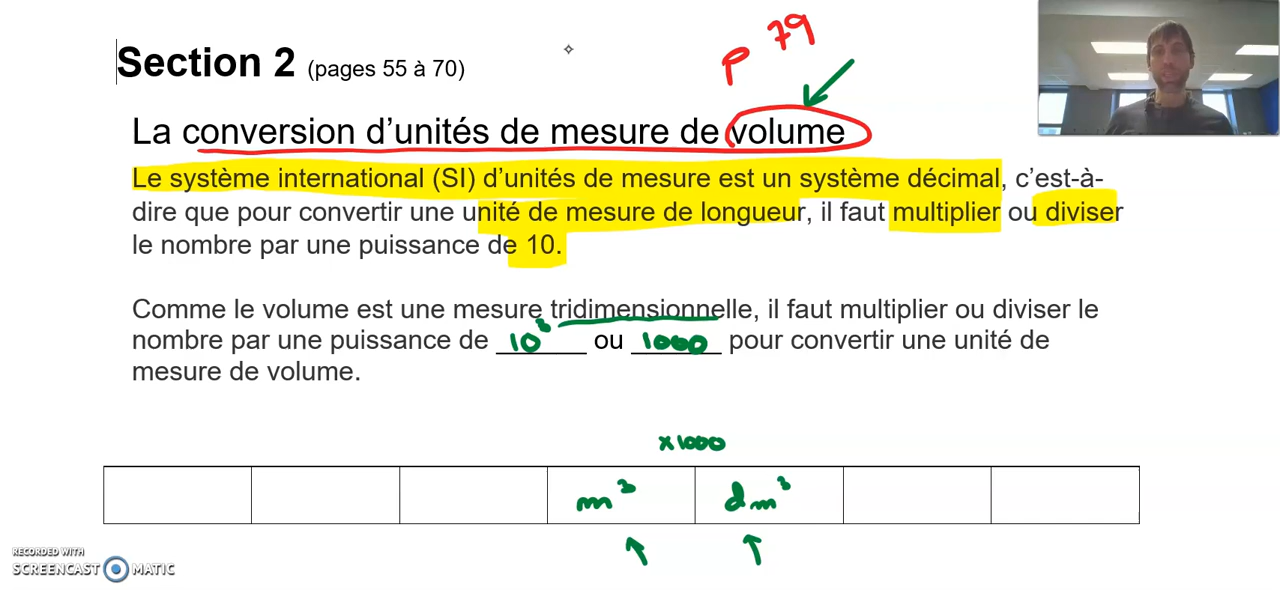 p 79
Section 2 (pages 55 à 70)
La conversion d'unités de mesure de volume
Le système international (SI) d'unités de mesure est un système décimal, c'est-à-
dire que pour convertir une unité de mesure de longueur, il faut multiplier ou diviser
le nombre par une puissance de 10.
Comme le volume est une mesure tridimensionnelle, il faut multiplier ou diviser le
nombre par une puissance de 10³ ou 1000 pour convertir une unité de
mesure de volume.
x1000
m³ dm³
RECORDED WITH
SCREENCAST MATIC